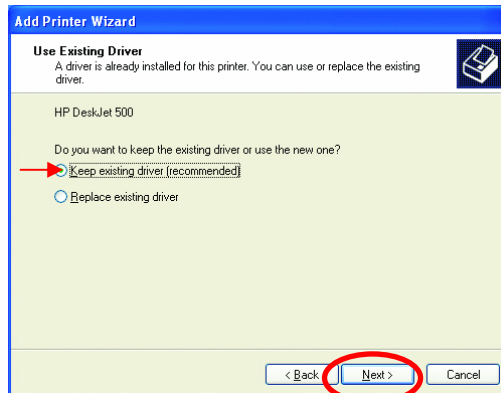 Add Printer Wizard
Use Existing Driver
A driver is already installed for this printer. You can use or replace the existing
driver.
HP DeskJet 500
Do you want to keep the existing driver or use the new one?
Keep existing driver (recommended)
Replace existing driver
< Back
Next >
Cancel